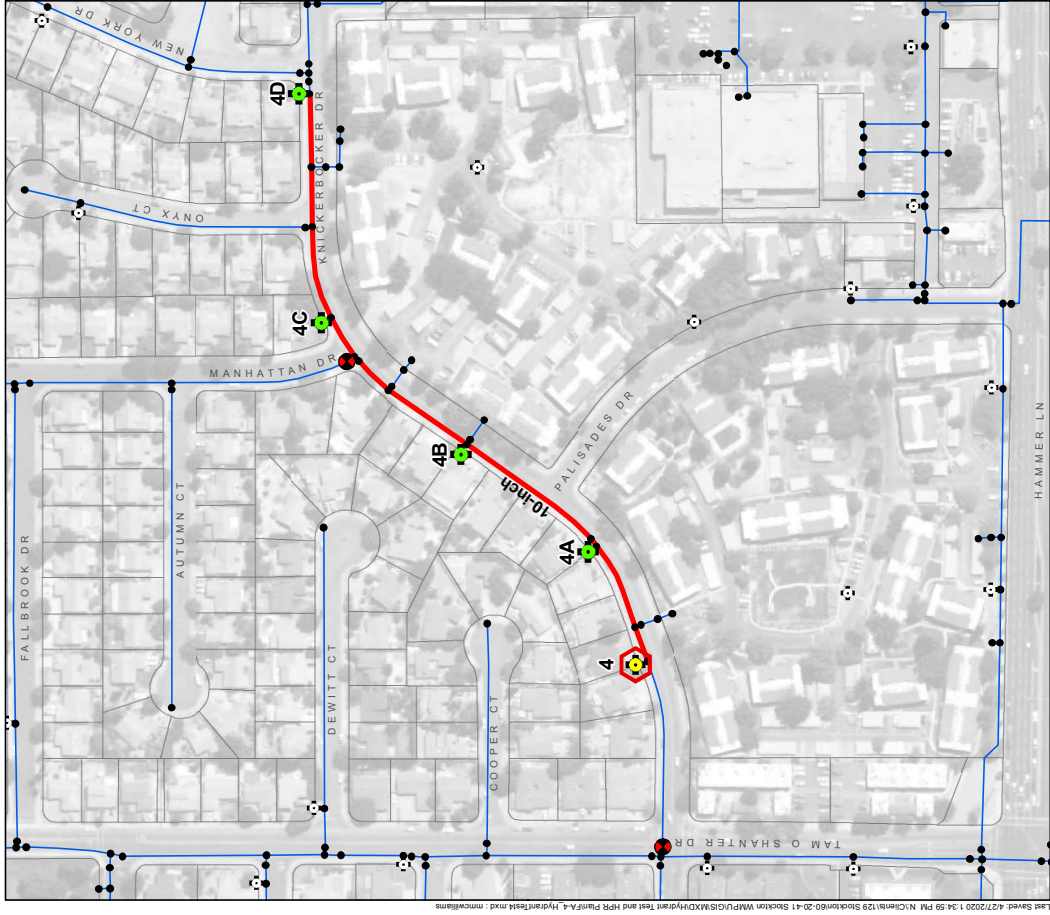 NEW YORK DR
4D
KNICKERBOCKER DR
ONYX CT
4C
MANHATTAN DR
4B
PALISADES DR
10-inch
AUTUMN CT
FALLBROOK DR
4A
HAMMER LN
DEWITT CT
4
COOPER CT
TAM O SHANTER DR
Last Saved: 4/27/2020 1:34:59 PM N:\Clients\129 Stockton\60-20-41 Stockton WMPU\GIS\MXD\Hydrant Test and HPR Plan\FA-4_HydrantTest4.mxd : mmcwilliams